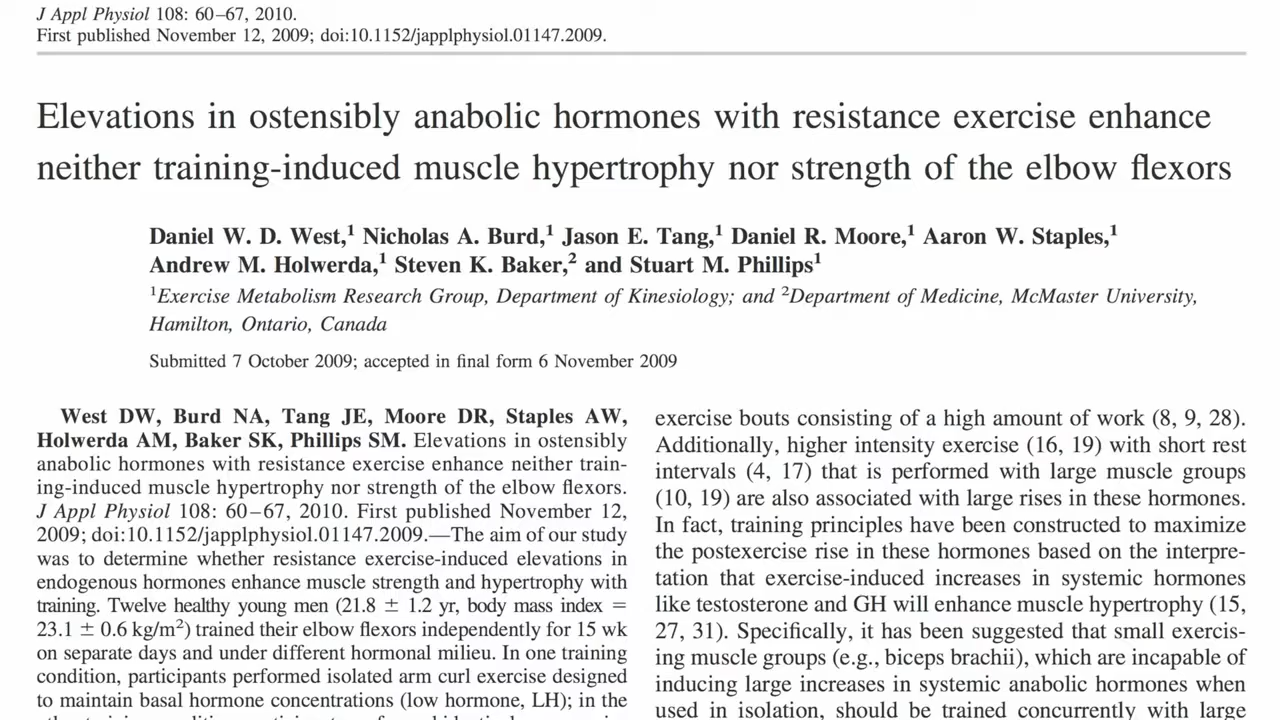 J Appl Physiol 108: 60–67, 2010.
First published November 12, 2009; doi:10.1152/japplphysiol.01147.2009.
Elevations in ostensibly anabolic hormones with resistance exercise enhance
neither training-induced muscle hypertrophy nor strength of the elbow flexors
Daniel W. D. West,1 Nicholas A. Burd,1 Jason E. Tang,1 Daniel R. Moore,1 Aaron W. Staples,1
Andrew M. Holwerda,1 Steven K. Baker,2 and Stuart M. Phillips1
1Exercise Metabolism Research Group, Department of Kinesiology; and 2Department of Medicine, McMaster University,
Hamilton, Ontario, Canada
Submitted 7 October 2009; accepted in final form 6 November 2009
West DW, Burd NA, Tang JE, Moore DR, Staples AW,
Holwerda AM, Baker SK, Phillips SM. Elevations in ostensibly
anabolic hormones with resistance exercise enhance neither train-
ing-induced muscle hypertrophy nor strength of the elbow flexors.
J Appl Physiol 108: 60–67, 2010. First published November 12,
2009; doi:10.1152/japplphysiol.01147.2009.—The aim of our study
was to determine whether resistance exercise-induced elevations in
endogenous hormones enhance muscle strength and hypertrophy with
training. Twelve healthy young men (21.8 ± 1.2 yr, body mass index =
23.1 ± 0.6 kg/m2) trained their elbow flexors independently for 15 wk
on separate days and under different hormonal milieu. In one training
condition, participants performed isolated arm curl exercise designed
to maintain basal hormone concentrations (low hormone, LH); in the
exercise bouts consisting of a high amount of work (8, 9, 28).
Additionally, higher intensity exercise (16, 19) with short rest
intervals (4, 17) that is performed with large muscle groups
(10, 19) are also associated with large rises in these hormones.
In fact, training principles have been constructed to maximize
the postexercise rise in these hormones based on the interpre-
tation that exercise-induced increases in systemic hormones
like testosterone and GH will enhance muscle hypertrophy (15,
27, 31). Specifically, it has been suggested that small exercis-
ing muscle groups (e.g., biceps brachii), which are incapable of
inducing large increases in systemic anabolic hormones when
used in isolation, should be trained concurrently with large